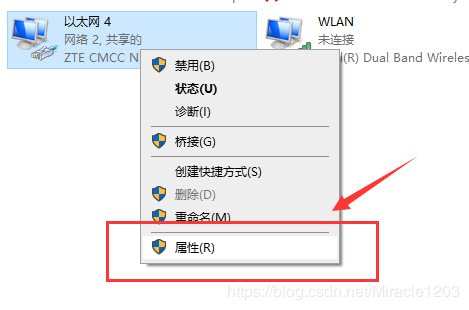 以太网 4
网络 2, 共享的
ZTE CMCC N
WLAN
未连接
(R) Dual Band Wireles
禁用(B)
状态(U)
诊断(I)
桥接(G)
创建快捷方式(S)
删除(D)
重命名(M)
属性(R)
https://blog.csdn.net/Miracle1203